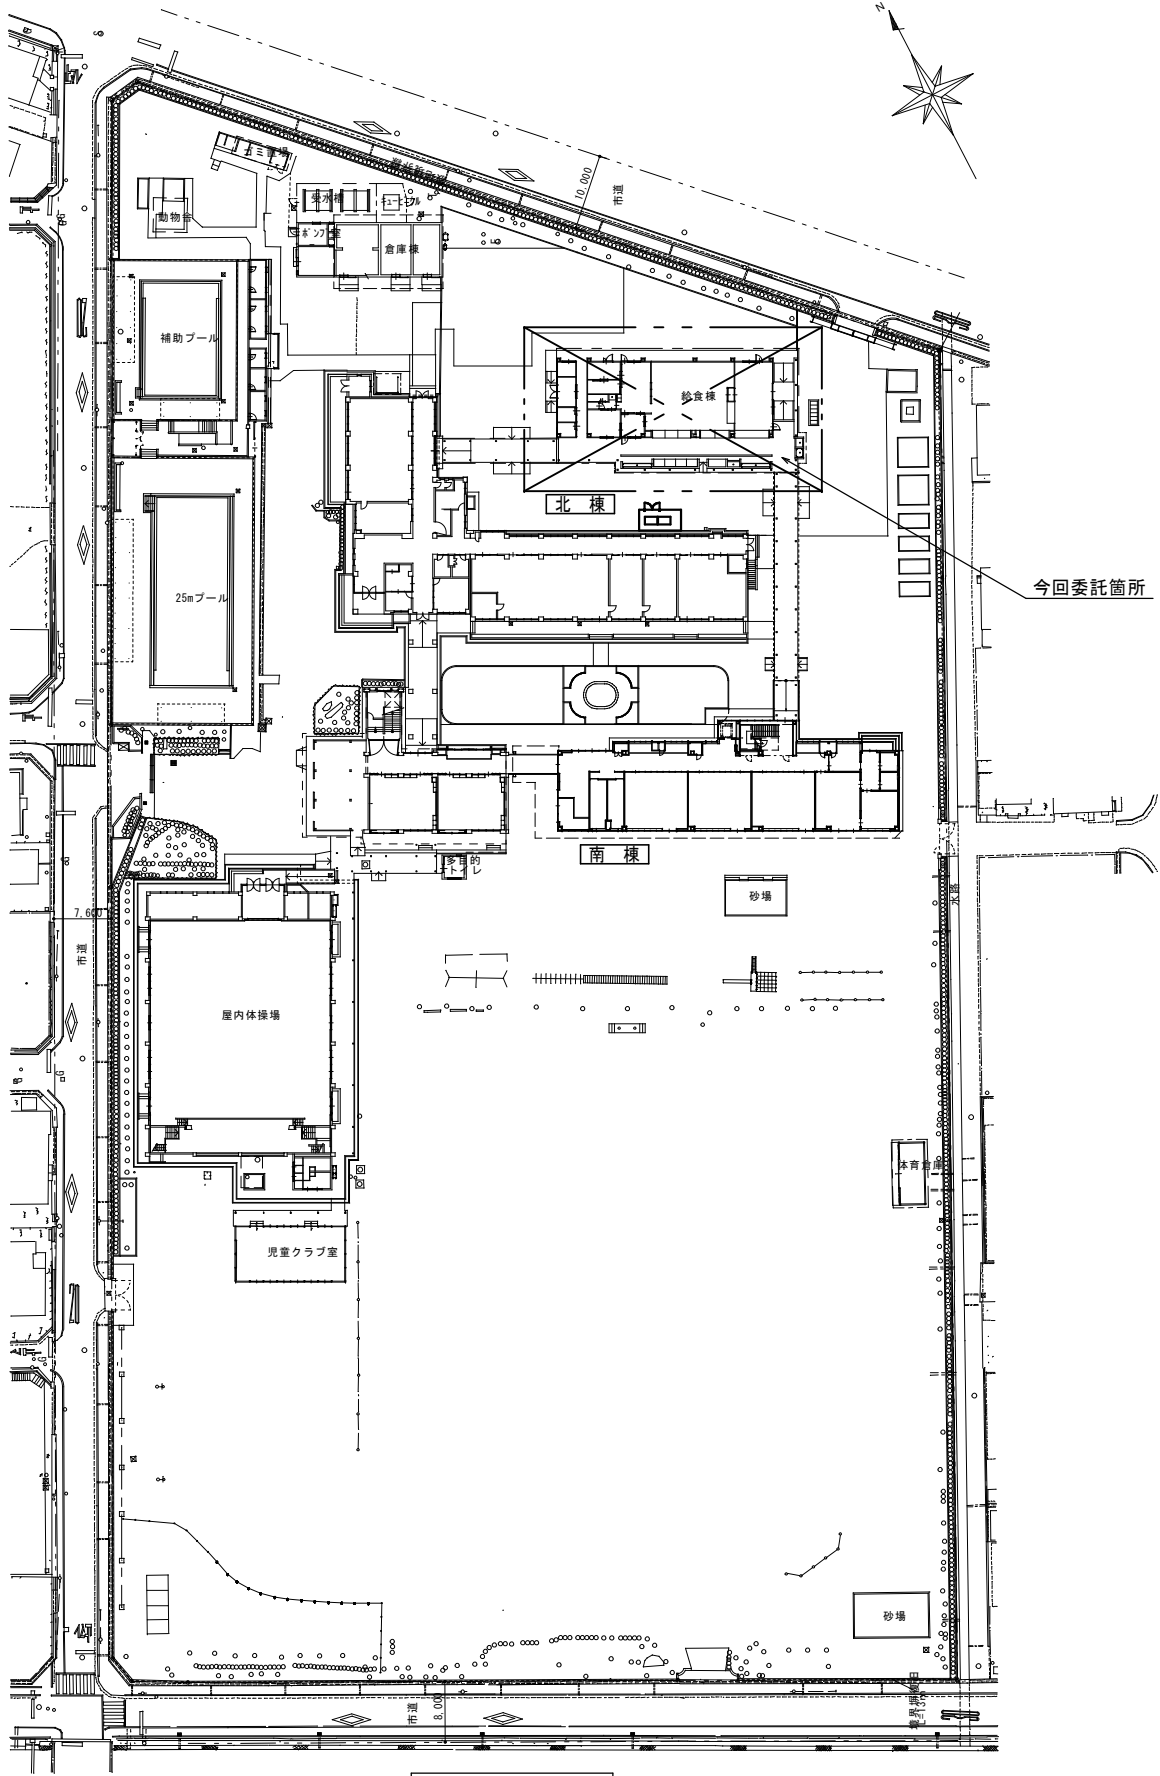 N
ゴミ置場
10,000
市道
受水槽
キュービクル
動物舎
ポンプ室
倉庫棟
補助プール
給食棟
北 棟
今回委託箇所
25mプール
南 棟
多目的
トイレ
砂場
水路
7,600
市道
屋内体操場
体育倉庫
児童クラブ室
砂場
市道
8,000